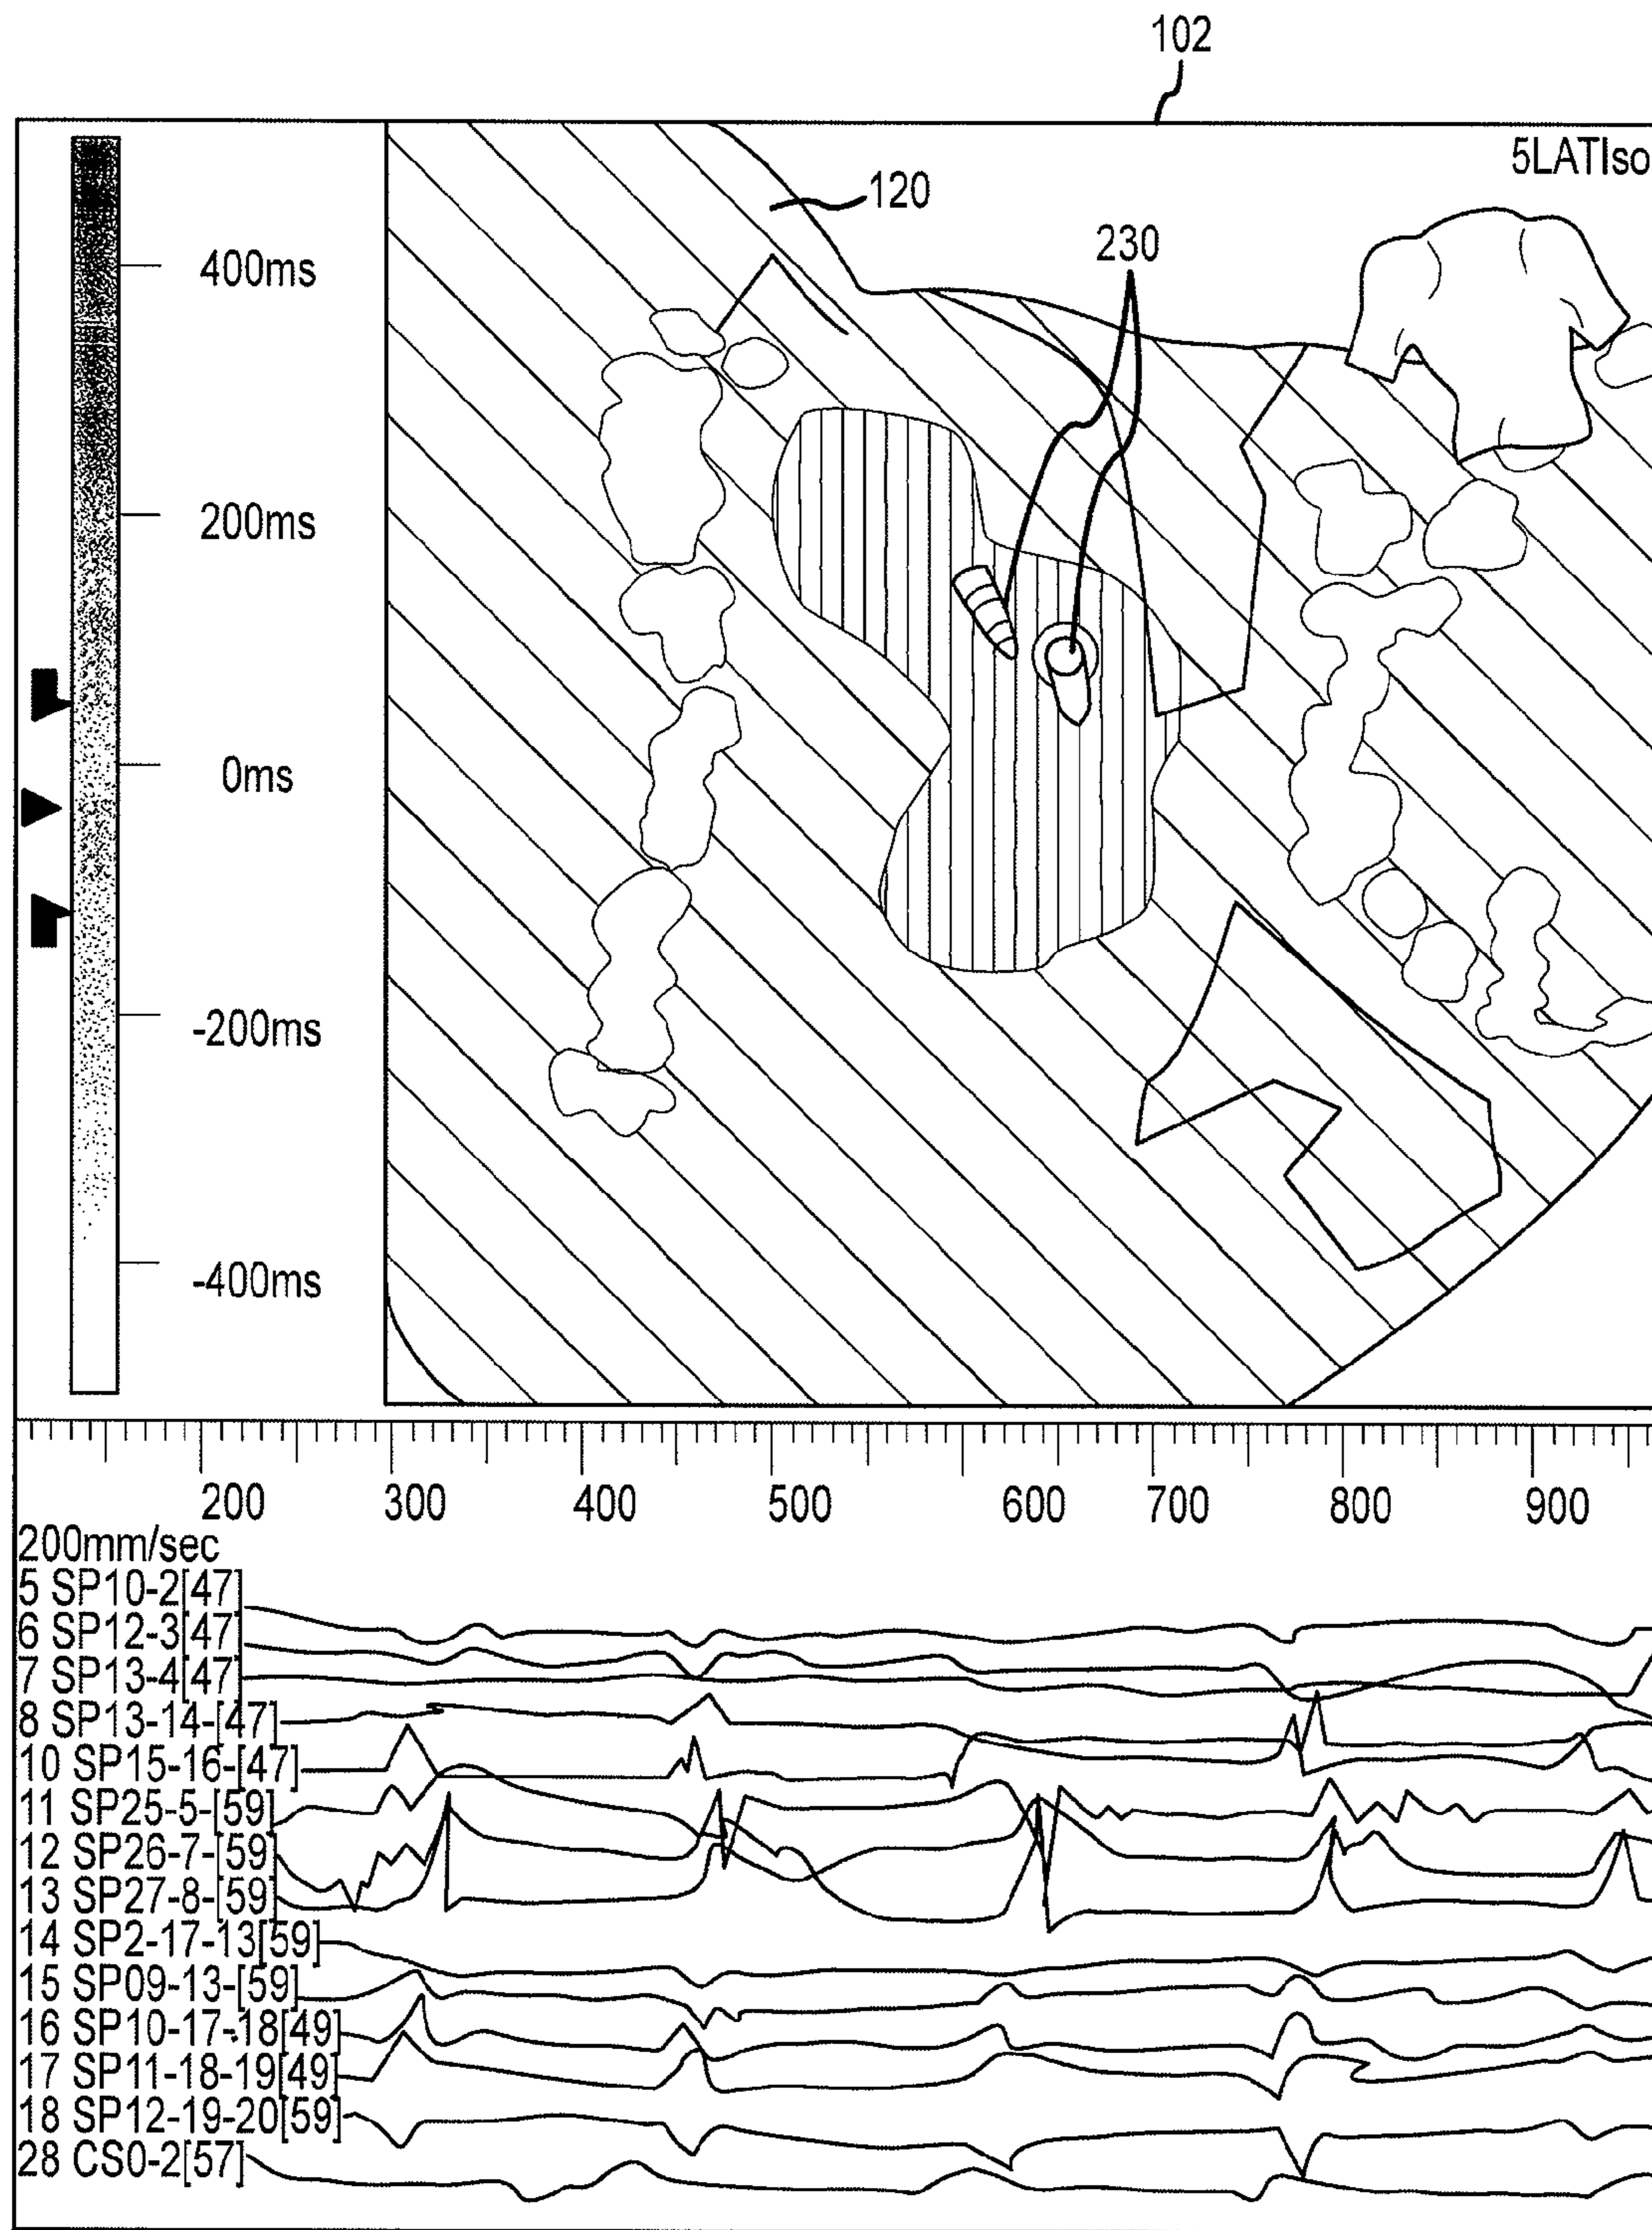 102
5LATIso
120
230
400ms
200ms
0ms
-200ms
-400ms
200 300 400 500 600 700 800 900
200mm/sec
5 SP10-2[47]
6 SP12-3[47]
7 SP13-4[47]
8 SP13-14-[47]
10 SP15-16-[47]
11 SP25-5-[59]
12 SP26-7-[59]
13 SP27-8-[59]
14 SP2-17-13[59]
15 SP09-13-[59]
16 SP10-17-18[49]
17 SP11-18-19[49]
18 SP12-19-20[59]
28 CS0-2[57]